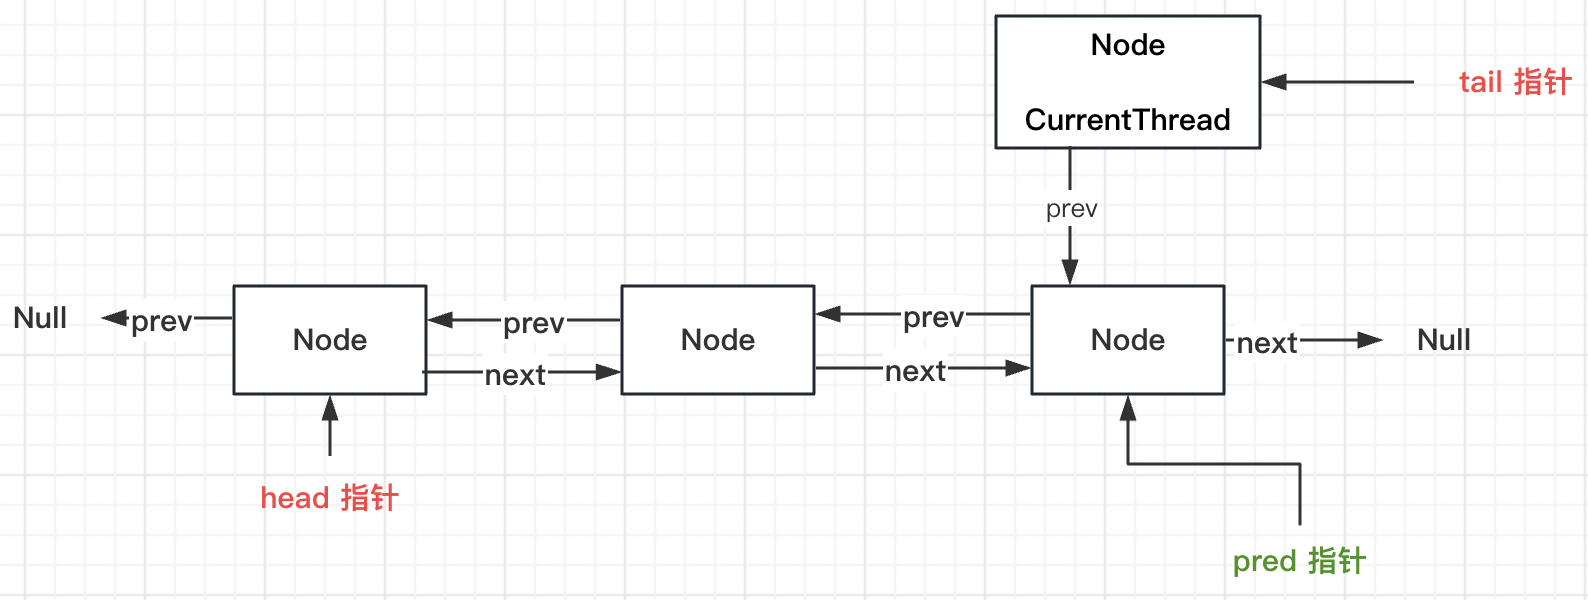 Node
CurrentThread
tail 指针
prev
Null
prev
Node
prev
next
Node
prev
next
Node
next
Null
head 指针
pred 指针